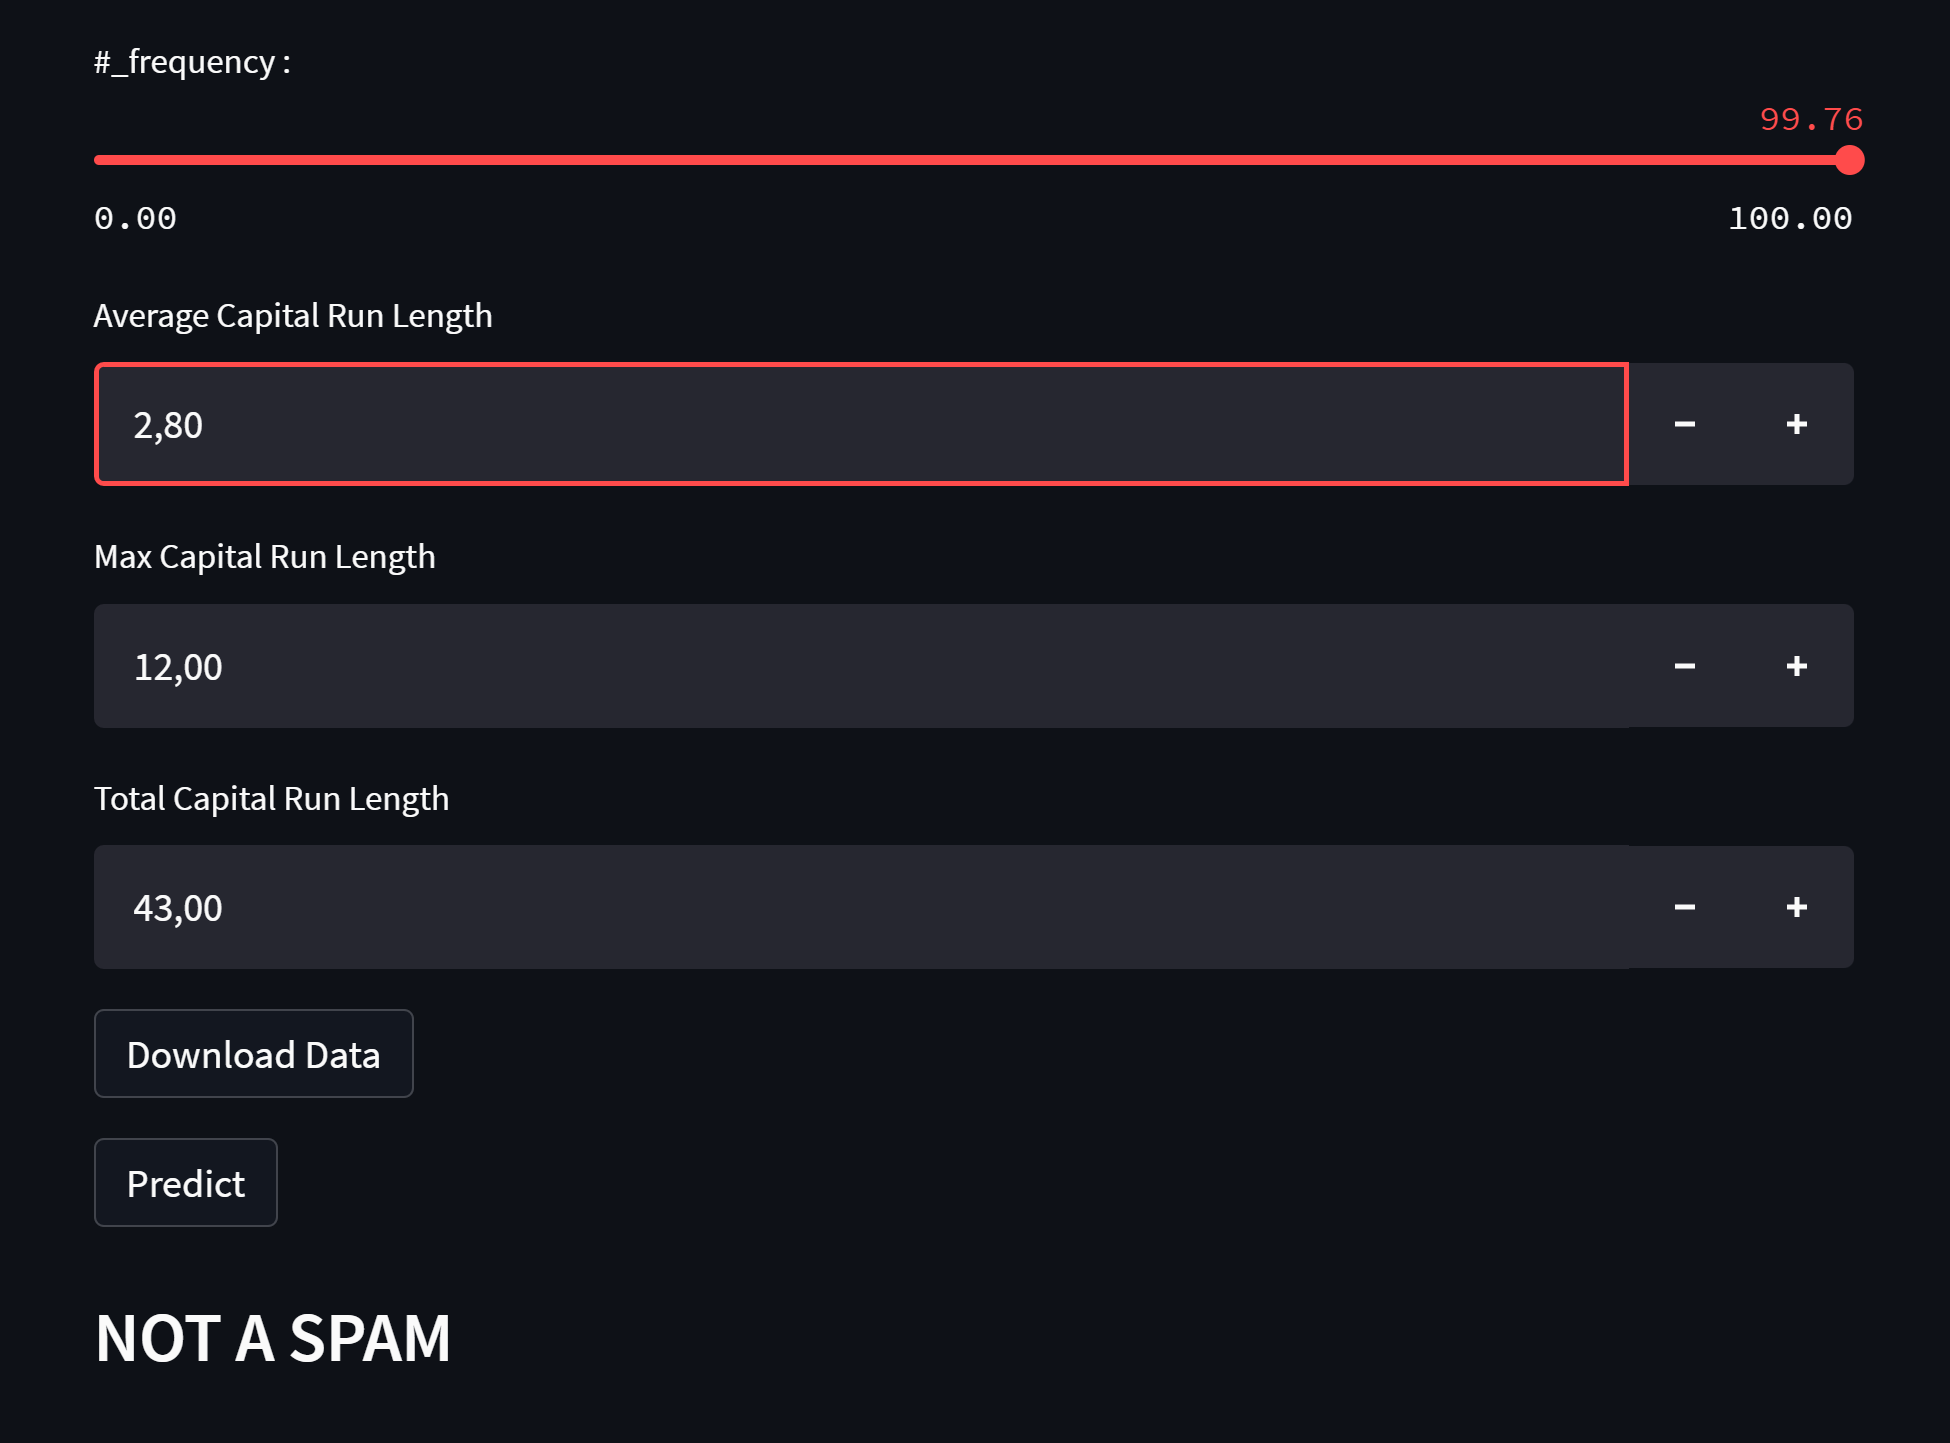 #_frequency :
99.76
0.00 100.00
Average Capital Run Length
2,80 − +
Max Capital Run Length
12,00 − +
Total Capital Run Length
43,00 − +
Download Data
Predict
NOT A SPAM